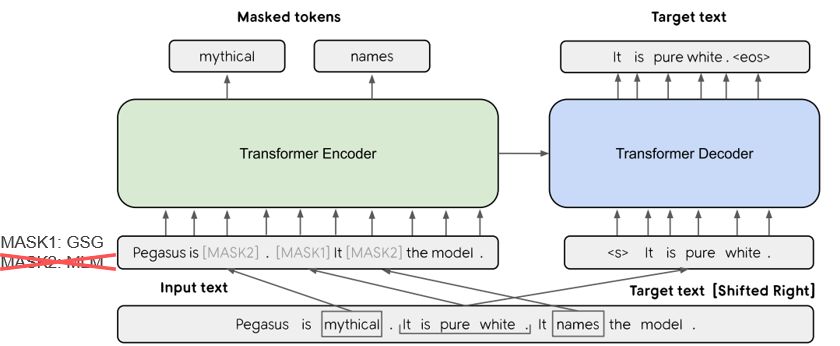 Masked tokens
Target text
mythical
names
It is pure white . <eos>
Transformer Encoder
Transformer Decoder
MASK1: GSG
MASK2: MLM
Pegasus is [MASK2] . [MASK1] It [MASK2] the model .
<s> It is pure white .
Input text
Target text [Shifted Right]
Pegasus is mythical . It is pure white . It names the model .